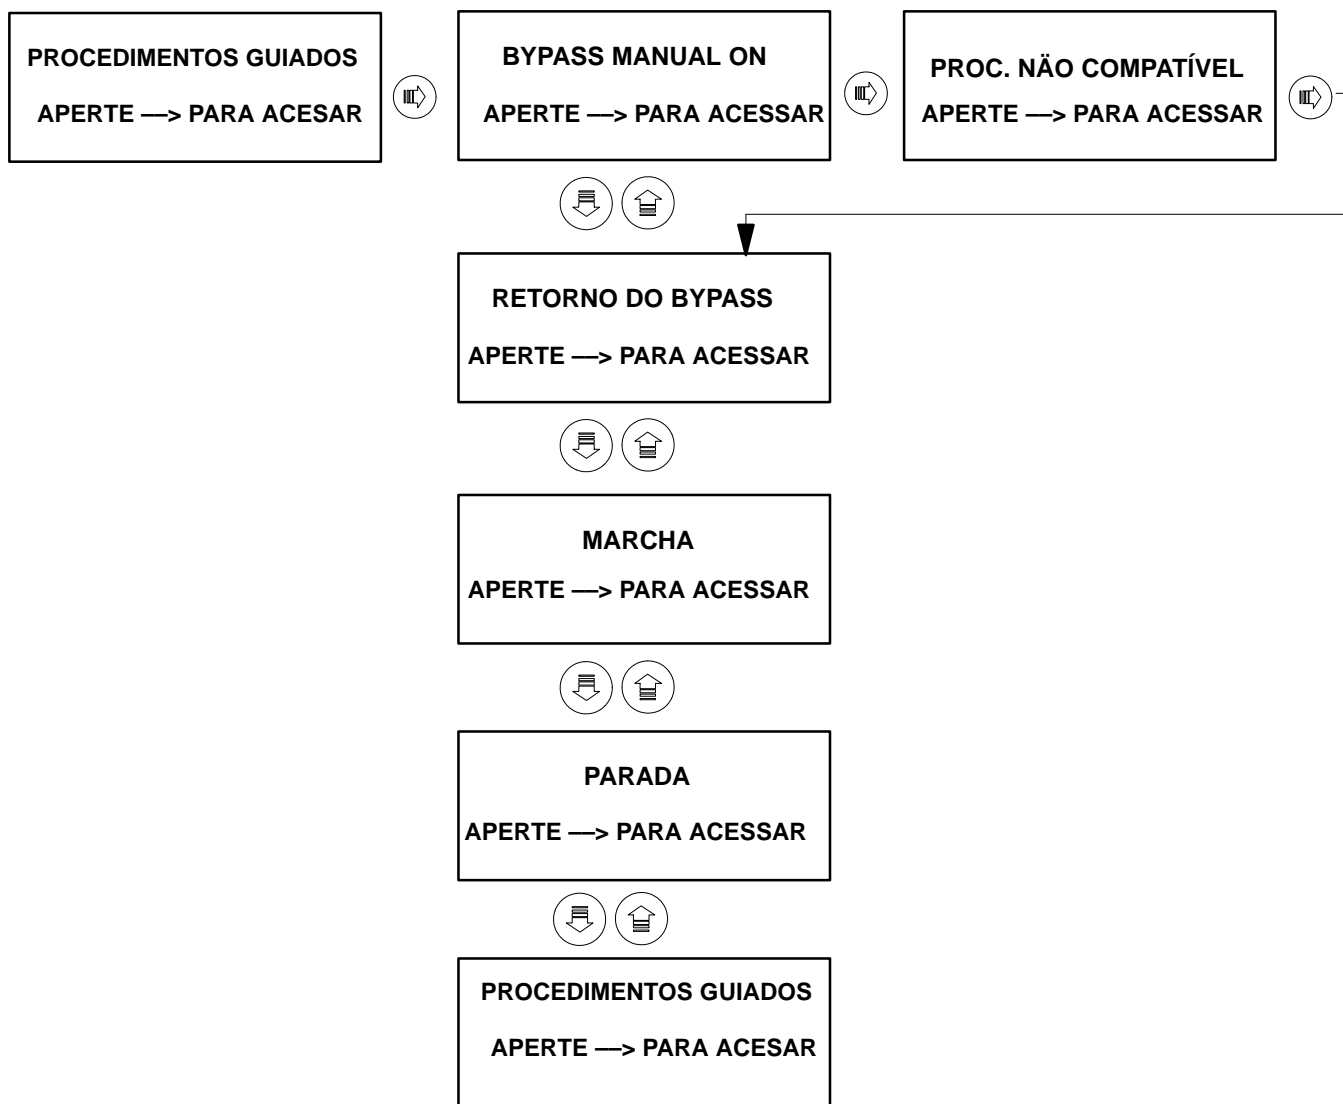 PROCEDIMENTOS GUIADOS
APERTE —> PARA ACESAR
BYPASS MANUAL ON
APERTE —> PARA ACESSAR
PROC. NÄO COMPATÍVEL
APERTE —> PARA ACESSAR
RETORNO DO BYPASS
APERTE —> PARA ACESSAR
MARCHA
APERTE —> PARA ACESSAR
PARADA
APERTE —> PARA ACESSAR
PROCEDIMENTOS GUIADOS
APERTE —> PARA ACESAR